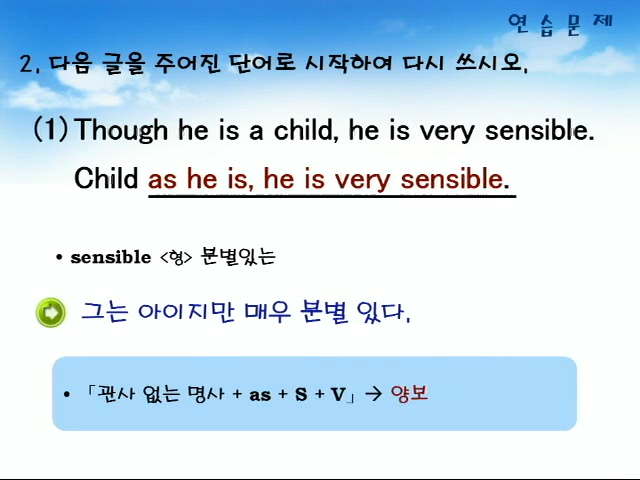 연습문제
2. 다음 글을 주어진 단어로 시작하여 다시 쓰시오.
(1) Though he is a child, he is very sensible.
Child as he is, he is very sensible.
• sensible <형> 분별있는
그는 아이지만 매우 분별 있다.
• 「관사 없는 명사 + as + S + V」→ 양보